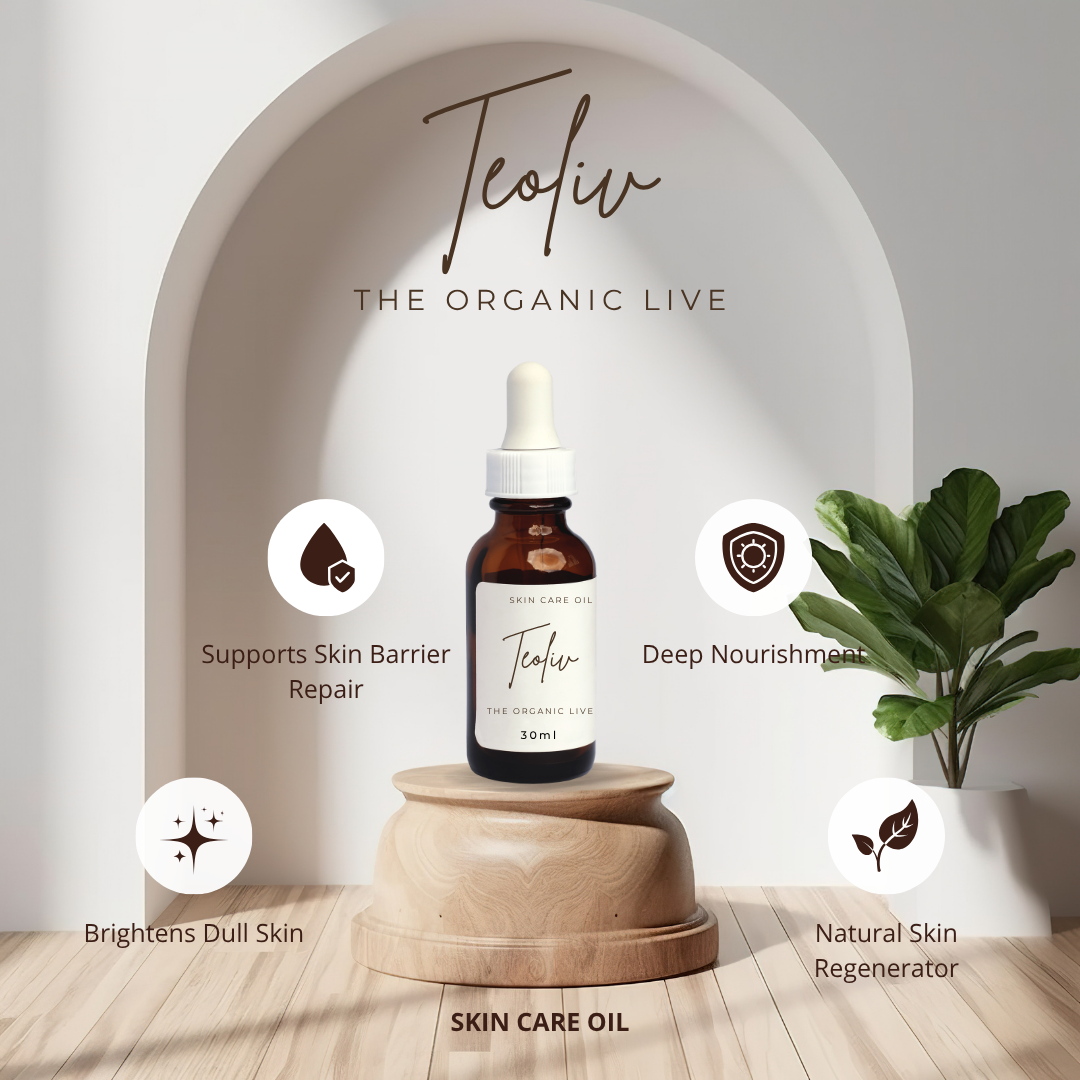 Teoliv
THE ORGANIC LIVE
SKIN CARE OIL
Teoliv
THE ORGANIC LIVE
30ml
Supports Skin Barrier
Repair
Deep Nourishment
Brightens Dull Skin
Natural Skin
Regenerator
SKIN CARE OIL